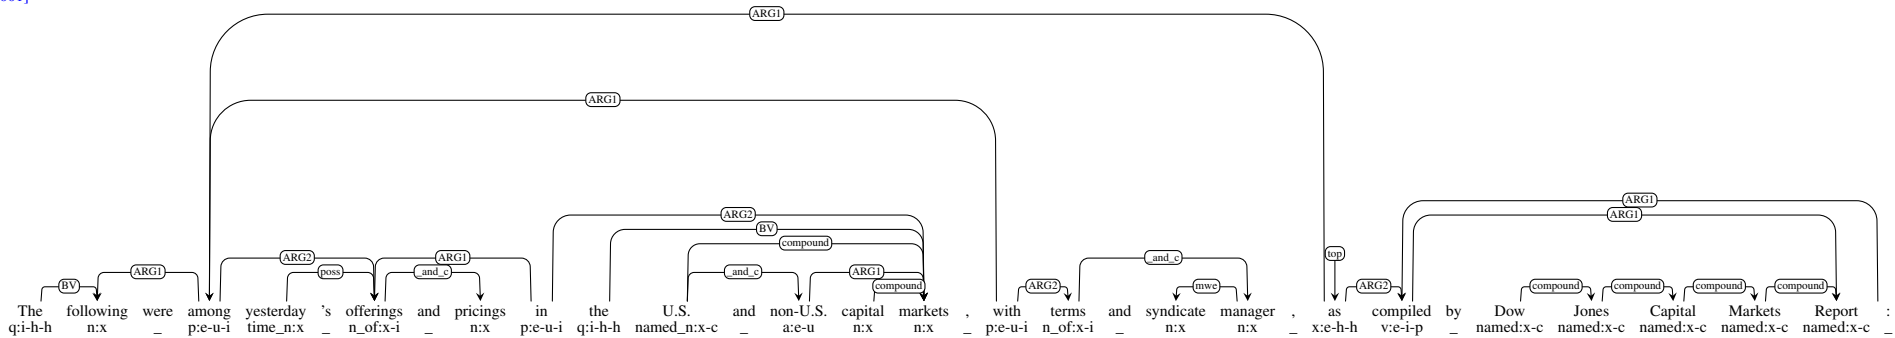 001]
ARG1
ARG1
ARG1
ARG2
ARG1
BV
compound
ARG2 ARG1 _and_c top
ARG1 poss _and_c _and_c ARG1
BV compound ARG2 mwe ARG2 compound compound compound compound
The following were among yesterday 's offerings and pricings in the U.S. and non-U.S. capital markets , with terms and syndicate manager , as compiled by Dow Jones Capital Markets Report :
q:i-h-h n:x _ p:e-u-i time_n:x _ n_of:x-i _ n:x p:e-u-i q:i-h-h named_n:x-c _ a:e-u n:x n:x _ p:e-u-i n_of:x-i _ n:x n:x _ x:e-h-h v:e-i-p _ named:x-c named:x-c named:x-c named:x-c named:x-c _